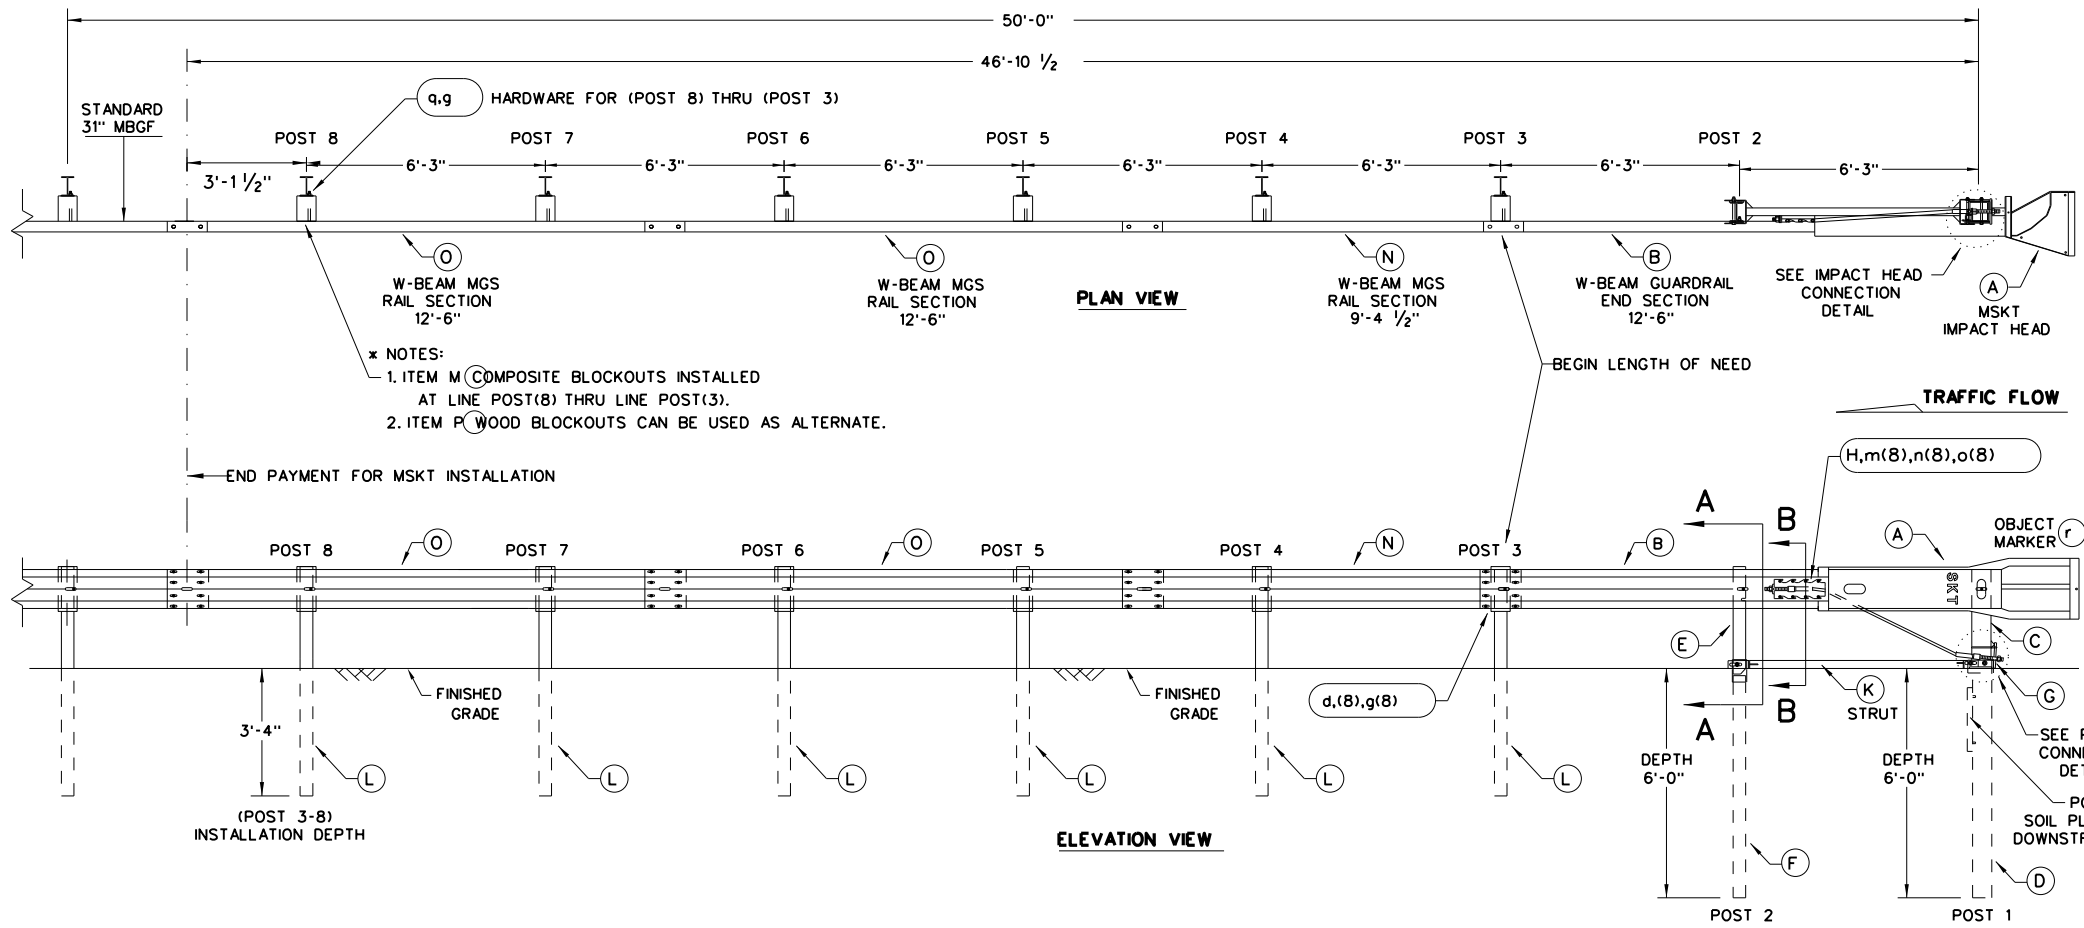 50'-0"
46'-10 1/2
q,g HARDWARE FOR (POST 8) THRU (POST 3)
STANDARD
31" MBGF
POST 8
POST 7
POST 6
POST 5
POST 4
POST 3
POST 2
3'-1 1/2"
6'-3"
6'-3"
6'-3"
6'-3"
6'-3"
6'-3"
6'-3"
O
W-BEAM MGS
RAIL SECTION
12'-6"
O
W-BEAM MGS
RAIL SECTION
12'-6"
PLAN VIEW
N
W-BEAM MGS
RAIL SECTION
9'-4 1/2"
B
W-BEAM GUARDRAIL
END SECTION
12'-6"
SEE IMPACT HEAD
CONNECTION
DETAIL
A
MSKT
IMPACT HEAD
* NOTES:
1. ITEM M COMPOSITE BLOCKOUTS INSTALLED
AT LINE POST(8) THRU LINE POST(3).
2. ITEM P WOOD BLOCKOUTS CAN BE USED AS ALTERNATE.
BEGIN LENGTH OF NEED
TRAFFIC FLOW
END PAYMENT FOR MSKT INSTALLATION
H,m(8),n(8),o(8)
A
B
A
OBJECT
MARKER r
POST 8
O
POST 7
POST 6
O
POST 5
POST 4
N
POST 3
B
SKT
E
C
FINISHED
GRADE
FINISHED
GRADE
d,(8),g(8)
A
B
K
STRUT
G
3'-4"
L
L
L
L
L
L
DEPTH
6'-0"
DEPTH
6'-0"
SEE
CONNE
DET
PO
SOIL PL
DOWNSTR
(POST 3-8)
INSTALLATION DEPTH
ELEVATION VIEW
F
D
POST 2
POST 1